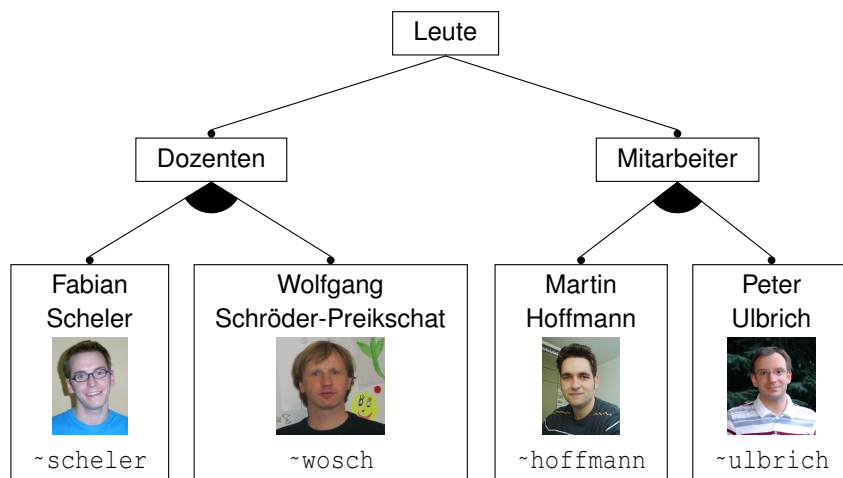 Leute
Dozenten
Mitarbeiter
Fabian
Scheler
~scheler
Wolfgang
Schröder-Preikschat
~wosch
Martin
Hoffmann
~hoffmann
Peter
Ulbrich
~ulbrich